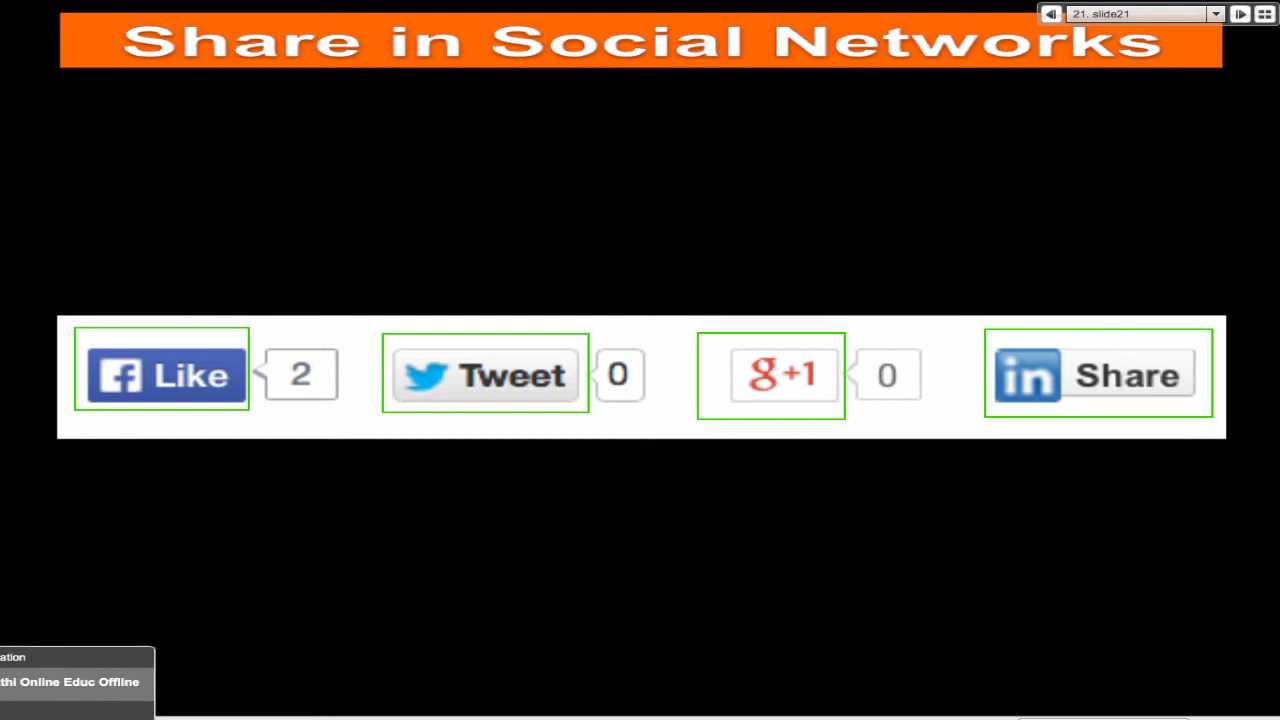 21. slide21
Share in Social Networks
Like 2 Tweet 0 g+1 0 in Share
ation
thi Online Educ Offline